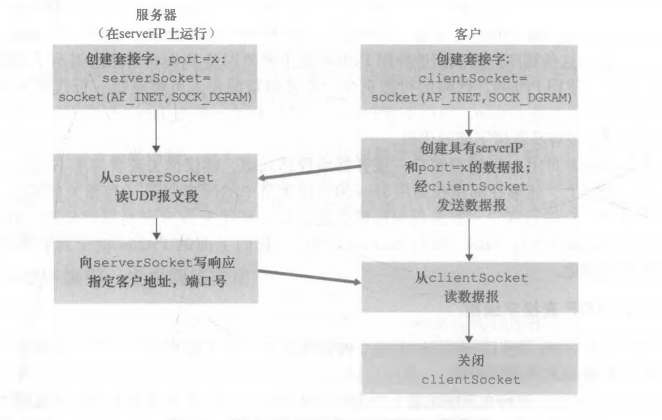 服务器
（在serverIP上运行）
创建套接字，port=x:
serverSocket=
socket(AF_INET,SOCK_DGRAM)
从serverSocket
读UDP报文段
向serverSocket写响应
指定客户地址，端口号
客户
创建套接字:
clientSocket=
socket(AF_INET,SOCK_DGRAM)
创建具有serverIP
和port=x的数据报;
经clientSocket
发送数据报
从clientSocket
读数据报
关闭
clientSocket